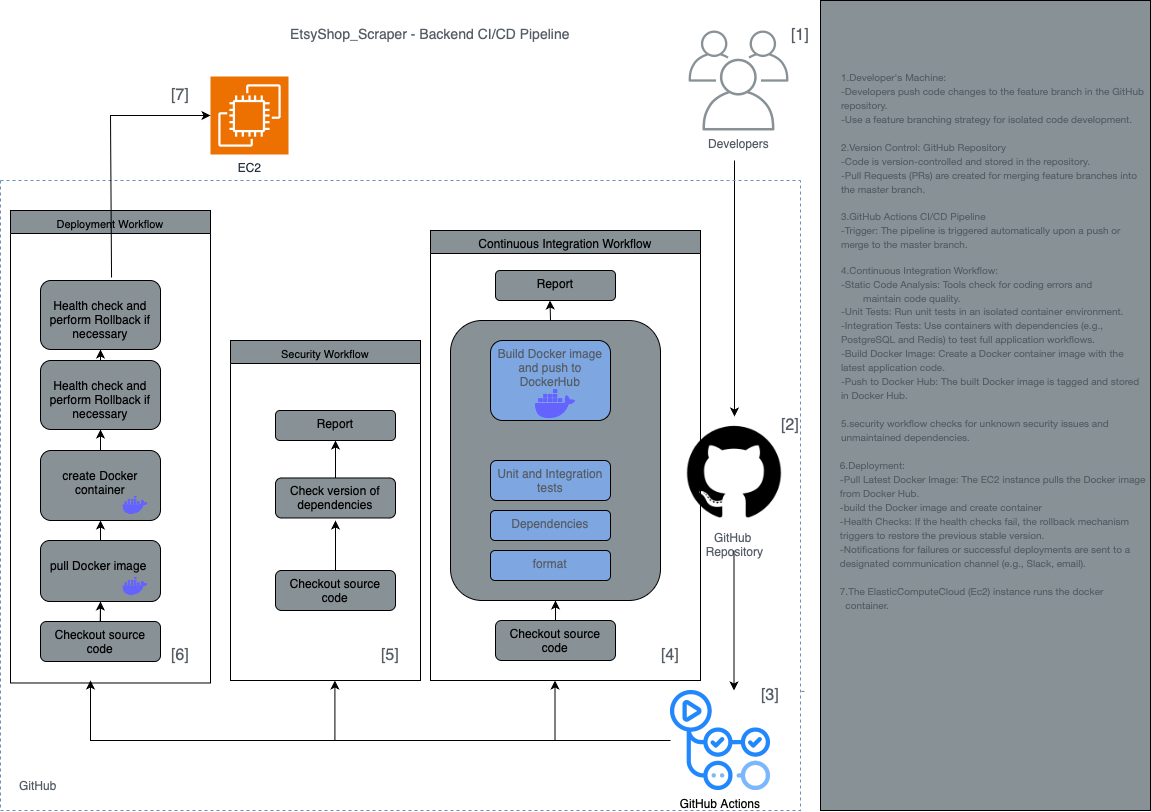 EtsyShop_Scraper - Backend CI/CD Pipeline
[1]
Developers
[7]
EC2
Deployment Workflow
Health check and
perform Rollback if
necessary
Health check and
perform Rollback if
necessary
create Docker
container
pull Docker image
Checkout source
code
[6]
Security Workflow
Report
Check version of
dependencies
Checkout source
code
[5]
Continuous Integration Workflow
Report
Build Docker image
and push to
DockerHub
Unit and Integration
tests
Dependencies
format
Checkout source
code
[4]
[2]
GitHub
Repository
[3]
GitHub Actions
GitHub
1.Developer's Machine:
-Developers push code changes to the feature branch in the GitHub
repository.
-Use a feature branching strategy for isolated code development.
2.Version Control: GitHub Repository
-Code is version-controlled and stored in the repository.
-Pull Requests (PRs) are created for merging feature branches into
the master branch.
3.GitHub Actions CI/CD Pipeline
-Trigger: The pipeline is triggered automatically upon a push or
merge to the master branch.
4.Continuous Integration Workflow:
-Static Code Analysis: Tools check for coding errors and
maintain code quality.
-Unit Tests: Run unit tests in an isolated container environment.
-Integration Tests: Use containers with dependencies (e.g.,
PostgreSQL and Redis) to test full application workflows.
-Build Docker Image: Create a Docker container image with the
latest application code.
-Push to Docker Hub: The built Docker image is tagged and stored
in Docker Hub.
5.security workflow checks for unknown security issues and
unmaintained dependencies.
6.Deployment:
-Pull Latest Docker Image: The EC2 instance pulls the Docker image
from Docker Hub.
-build the Docker image and create container
-Health Checks: If the health checks fail, the rollback mechanism
triggers to restore the previous stable version.
-Notifications for failures or successful deployments are sent to a
designated communication channel (e.g., Slack, email).
7.The ElasticComputeCloud (Ec2) instance runs the docker
container.